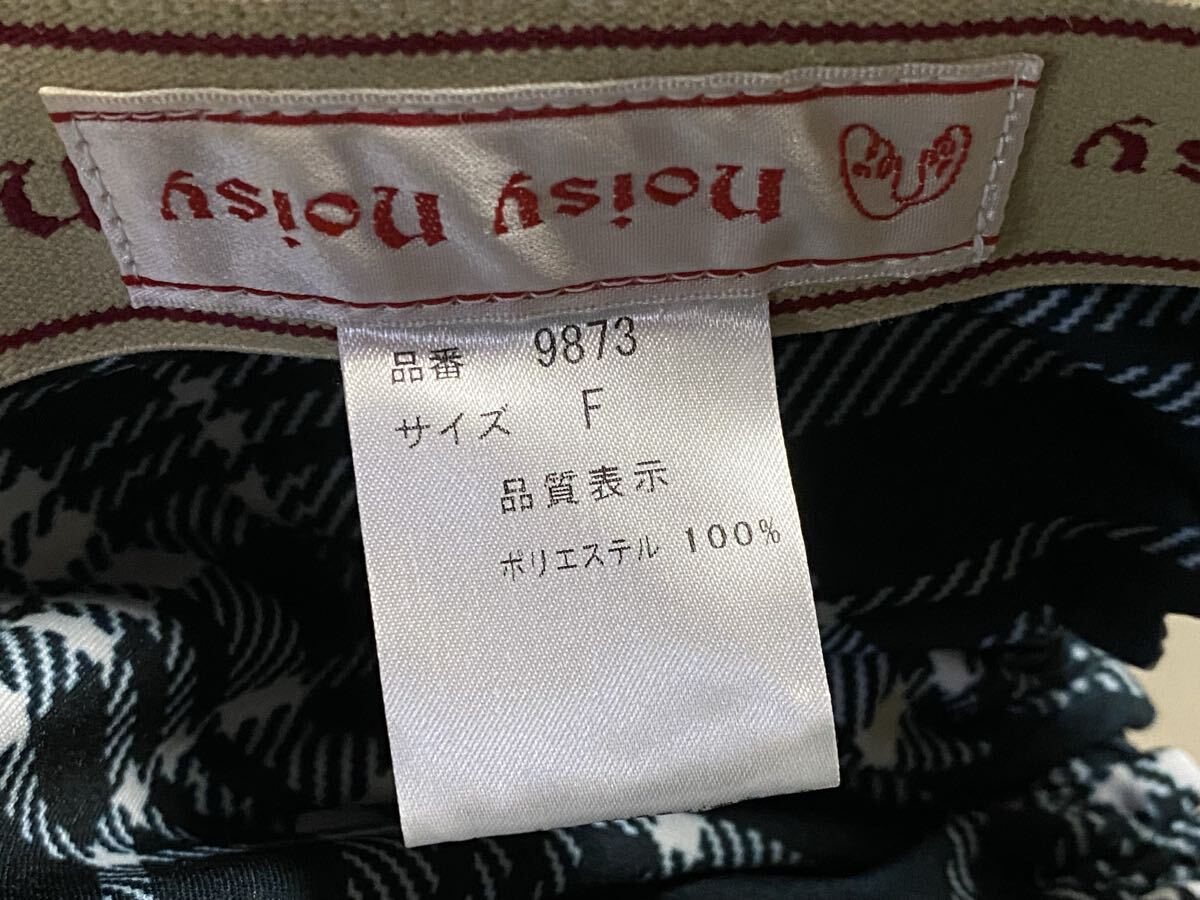 noisy noisy
品番 9873
サイズ F
品質表示
ポリエステル 100%